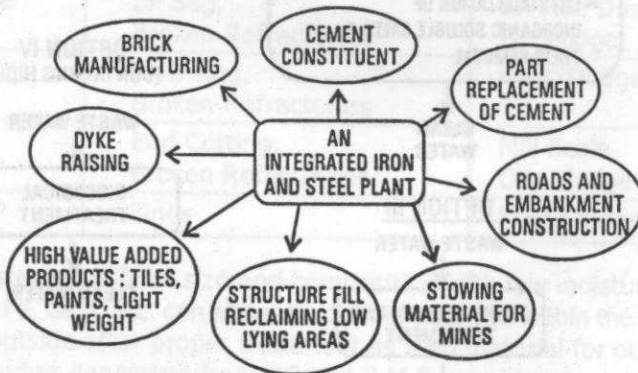 BRICK
MANUFACTURING
CEMENT
CONSTITUENT
PART
REPLACEMENT
OF CEMENT
DYKE
RAISING
AN
INTEGRATED IRON
AND STEEL PLANT
ROADS AND
EMBANKMENT
CONSTRUCTION
HIGH VALUE ADDED
PRODUCTS : TILES,
PAINTS, LIGHT
WEIGHT
STRUCTURE FILL
RECLAIMING LOW
LYING AREAS
STOWING
MATERIAL FOR
MINES